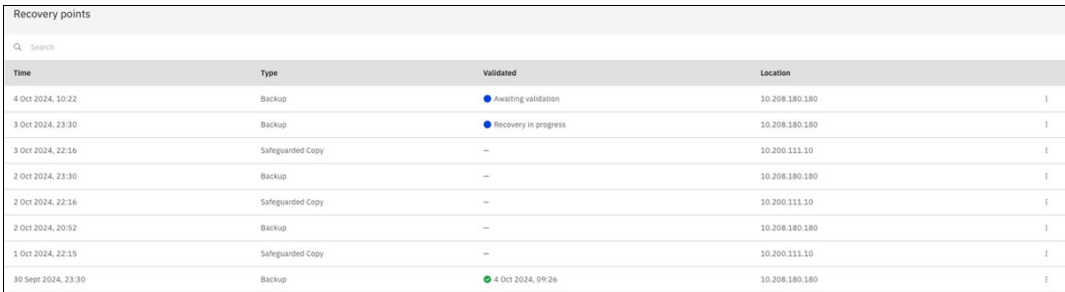 Recovery points
Search
Time Type Validated Location
4 Oct 2024, 10:22 Backup Awaiting validation 10.208.180.180
3 Oct 2024, 23:30 Backup Recovery in progress 10.208.180.180
3 Oct 2024, 22:16 Safeguarded Copy — 10.200.111.10
2 Oct 2024, 23:30 Backup — 10.208.180.180
2 Oct 2024, 22:16 Safeguarded Copy — 10.200.111.10
2 Oct 2024, 20:52 Backup — 10.208.180.180
1 Oct 2024, 22:15 Safeguarded Copy — 10.200.111.10
30 Sept 2024, 23:30 Backup 4 Oct 2024, 09:26 10.208.180.180